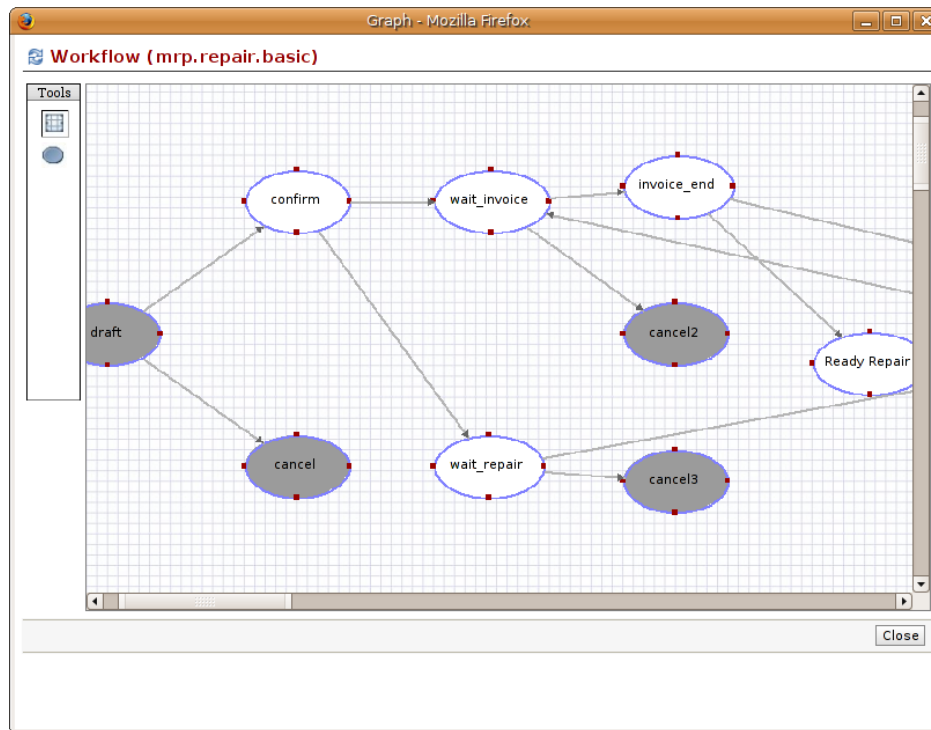 Graph - Mozilla Firefox
Workflow (mrp.repair.basic)
Tools
confirm
wait_invoice
invoice_end
draft
cancel2
Ready Repair
cancel
wait_repair
cancel3
Close